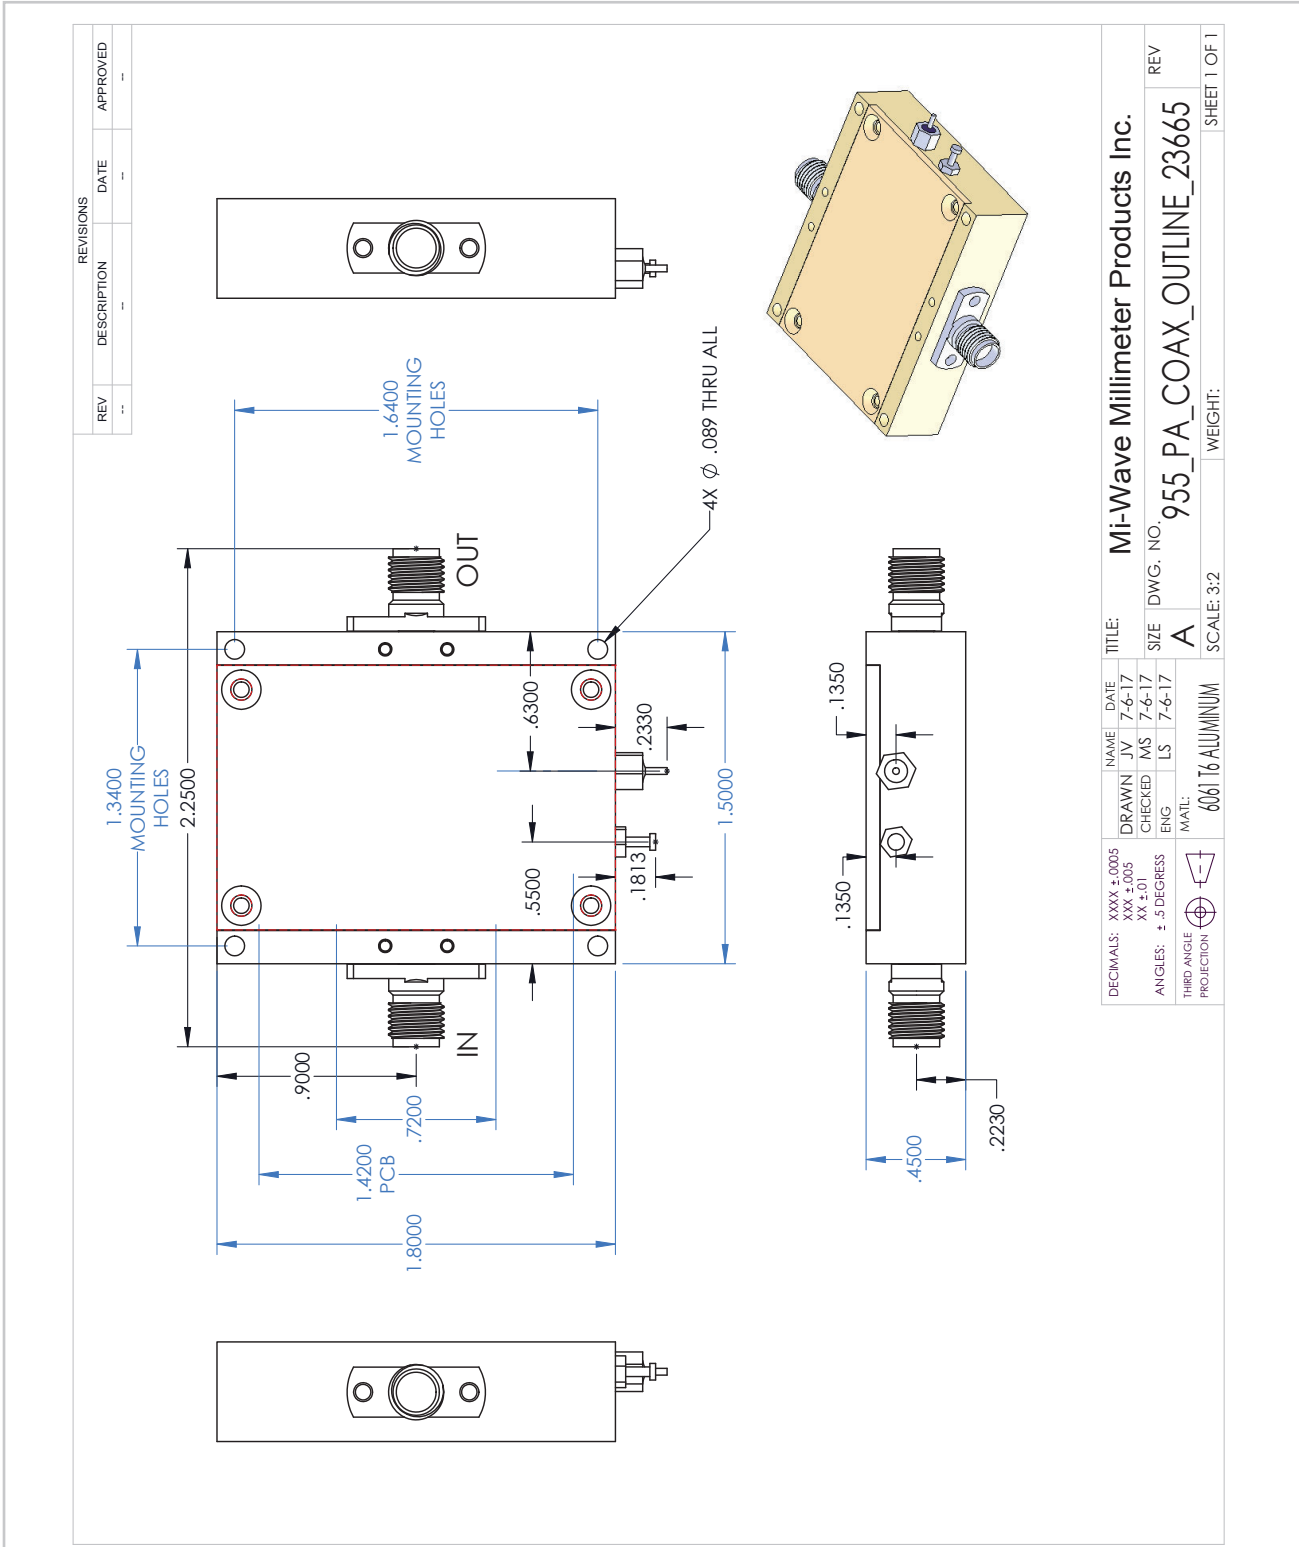 REVISIONS
REV DESCRIPTION DATE APPROVED
-- -- -- --
1.6400
MOUNTING
HOLES
4X Ø .089 THRU ALL
1.3400
MOUNTING
HOLES
2.2500
OUT
IN
.6300
.2330
.5500
.1813
1.5000
.9000
.7200
1.4200
PCB
1.8000
.1350
.1350
.4500
.2230
DECIMALS: XXXX ±.0005
XXX ±.005
XX ±.01
ANGLES: ± .5 DEGRESS
THIRD ANGLE
PROJECTION
NAME DATE
DRAWN JV 7-6-17
CHECKED MS 7-6-17
ENG LS 7-6-17
MATL:
6061 T6 ALUMINUM
TITLE:
Mi-Wave Millimeter Products Inc.
SIZE DWG. NO. REV
A 955_PA_COAX_OUTLINE_23665
SCALE: 3:2 WEIGHT: SHEET 1 OF 1